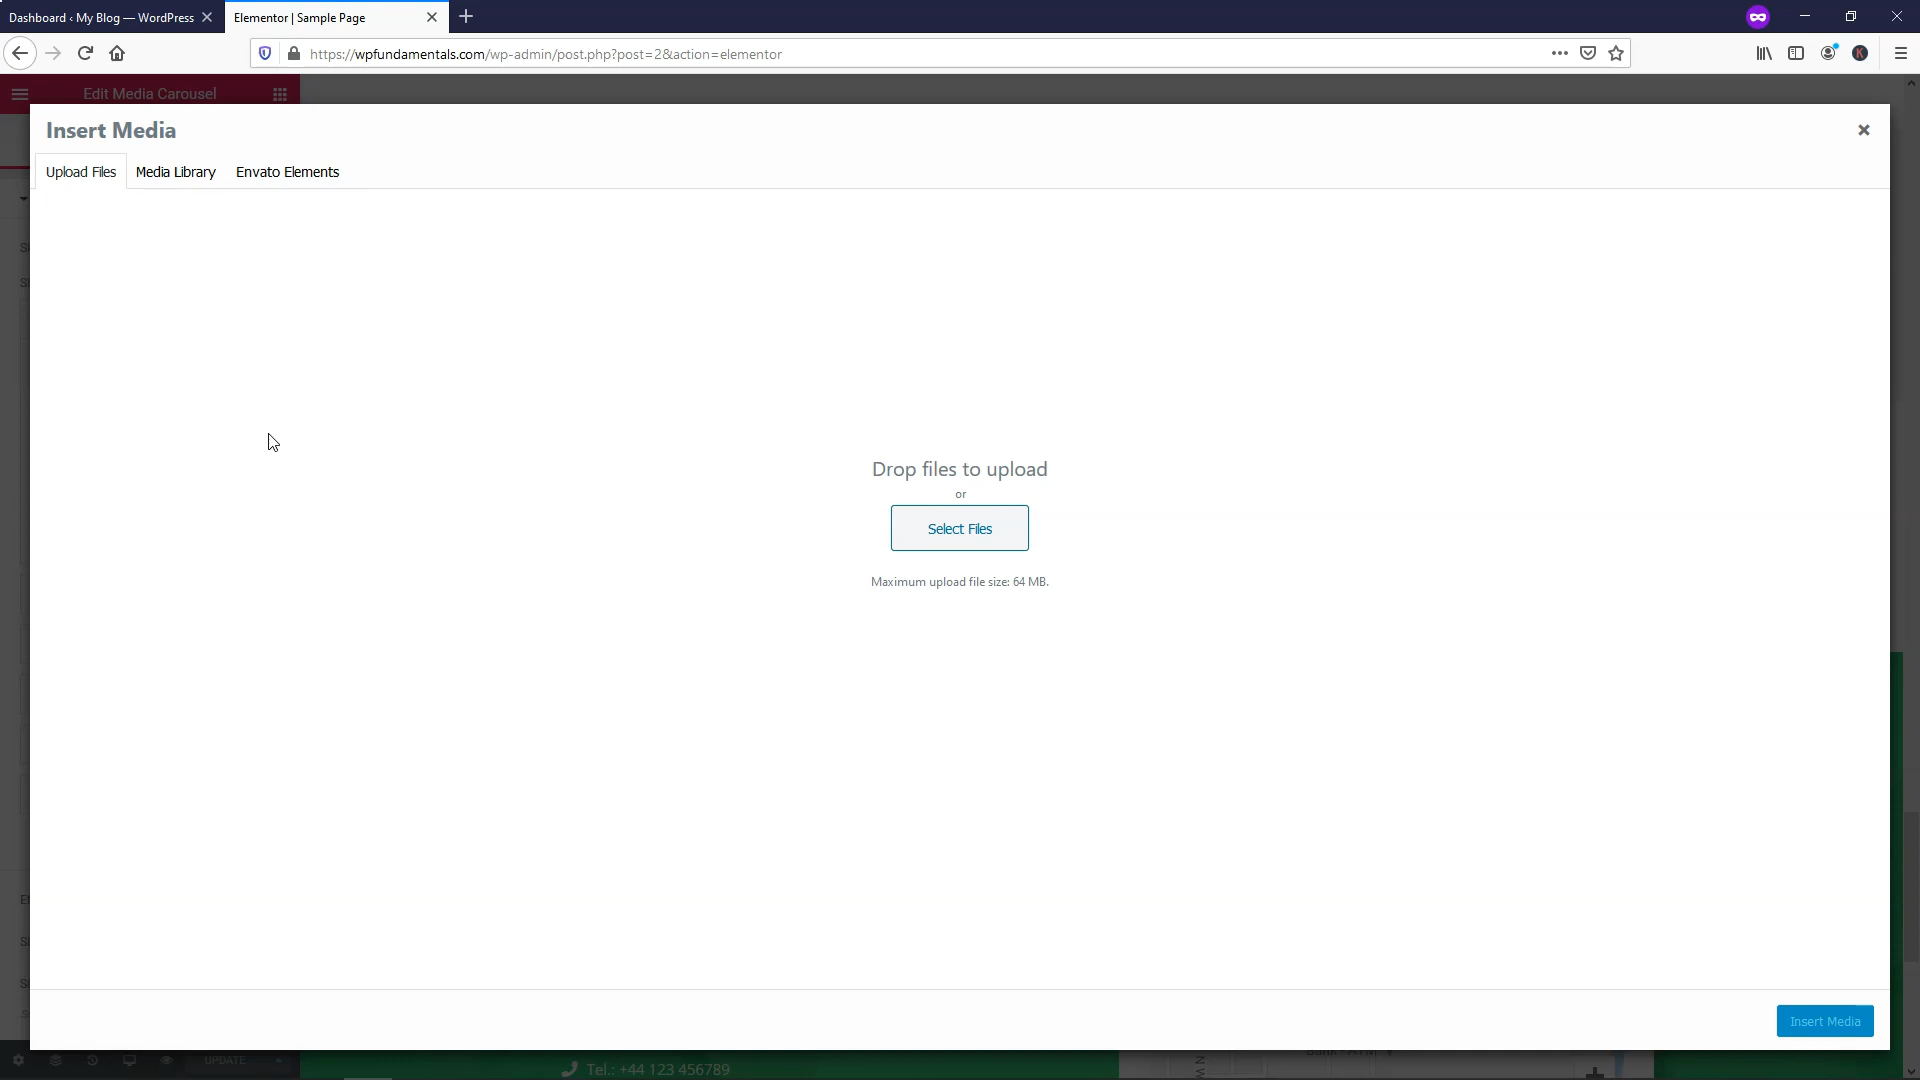 Dashboard ‹ My Blog — WordPress
Elementor | Sample Page
https://wpfundamentals.com/wp-admin/post.php?post=2&action=elementor
Edit Media Carousel
Insert Media
Upload Files
Media Library
Envato Elements
Drop files to upload
or
Select Files
Maximum upload file size: 64 MB.
Insert Media
UPDATE
Tel.: +44 123 456789